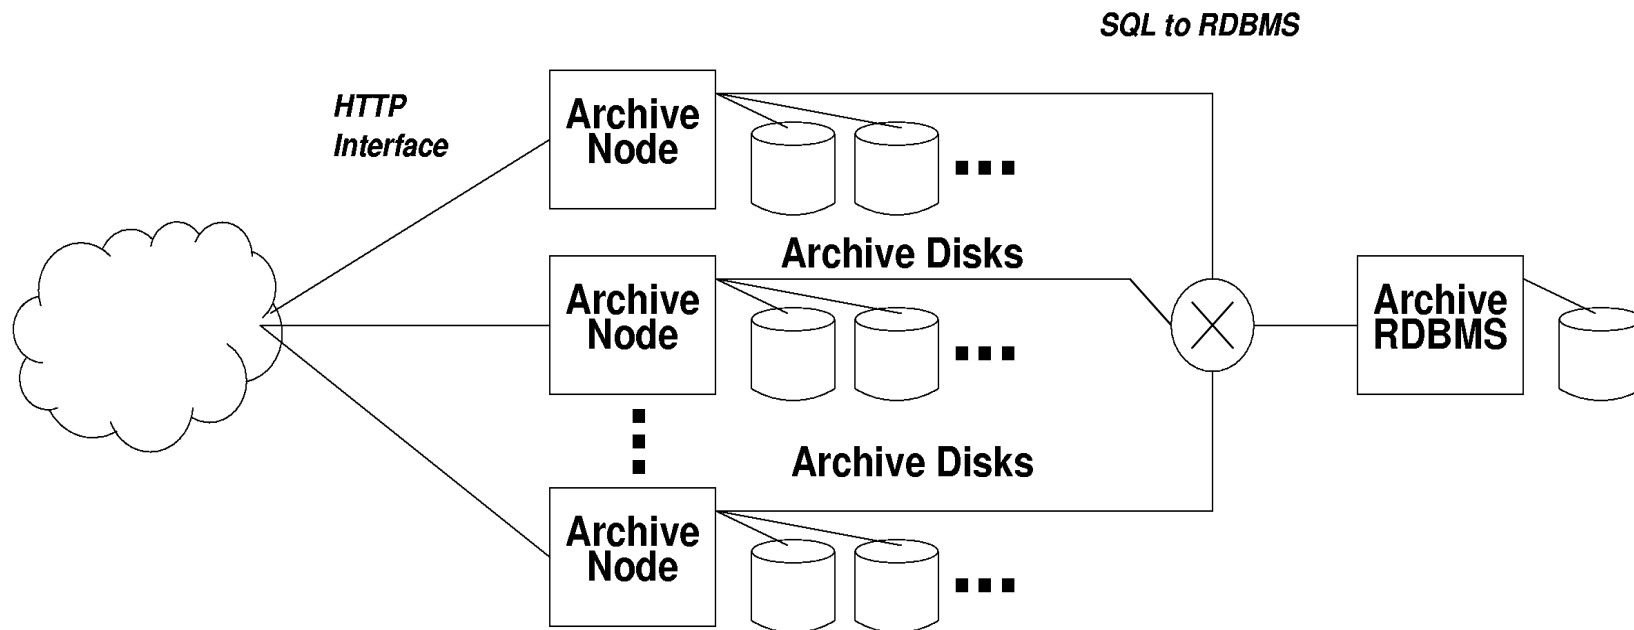 SQL to RDBMS
HTTP
Interface
Archive
Node
Archive Disks
Archive
Node
Archive
RDBMS
Archive Disks
Archive
Node